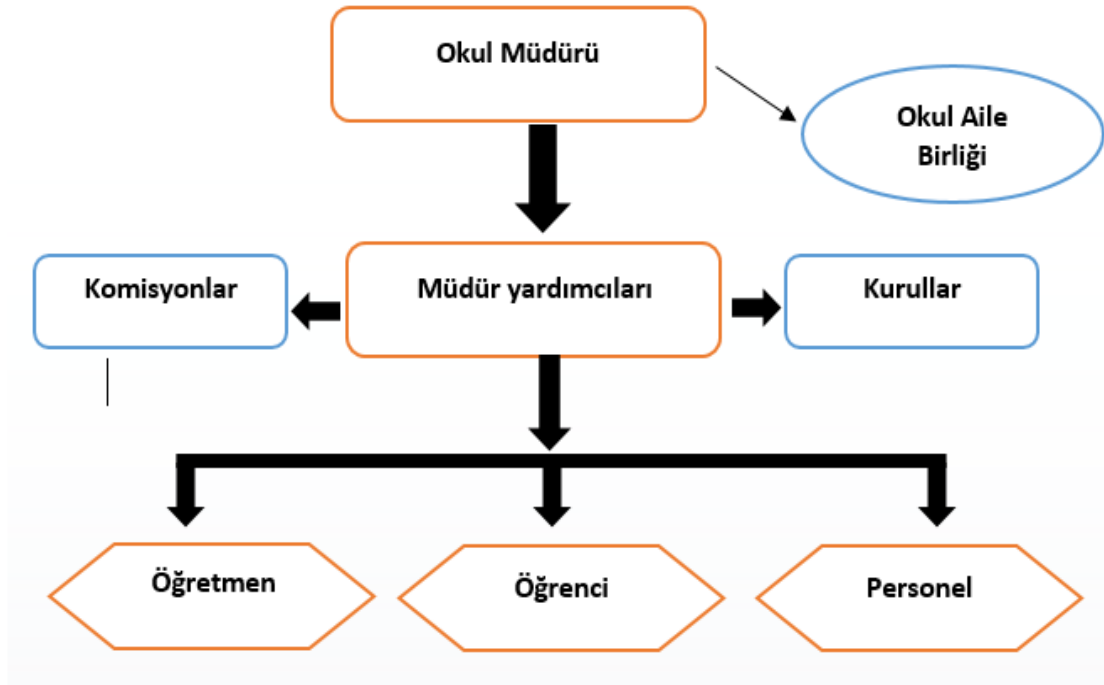 Okul Müdürü
Okul Aile
Birliği
Komisyonlar
Müdür yardımcıları
Kurullar
Öğretmen
Öğrenci
Personel